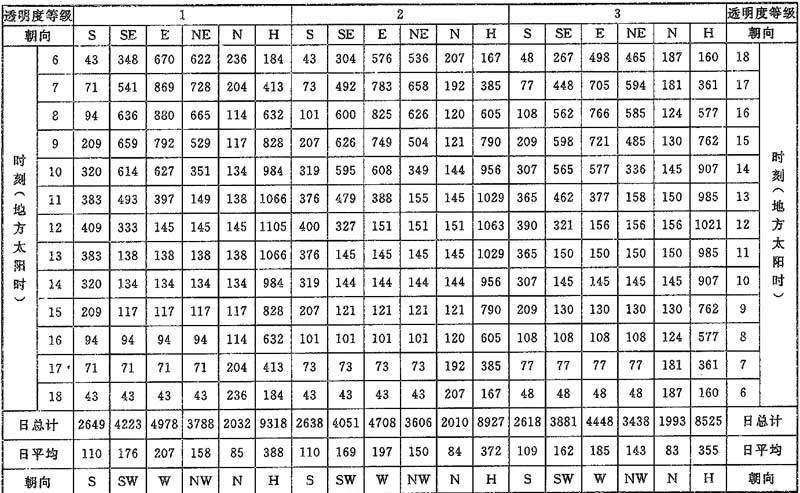 透明度等级 1 2 3 透明度等级
朝向 S SE E NE N H S SE E NE N H S SE E NE N H 朝向
时刻(地方太阳时) 时刻(地方太阳时)
6 43 348 670 622 236 184 43 304 576 536 207 167 48 267 498 465 187 160 18
7 71 541 869 728 204 413 73 492 783 658 192 385 77 448 705 594 181 361 17
8 94 636 880 665 114 632 101 600 825 626 120 605 108 562 766 585 124 577 16
9 209 659 792 529 117 828 207 626 749 504 121 790 209 598 721 485 130 762 15
10 320 614 627 351 134 984 319 595 608 349 144 956 307 565 577 336 145 907 14
11 383 493 397 149 138 1066 376 479 388 155 145 1029 365 462 377 158 150 985 13
12 409 333 145 145 145 1105 400 327 151 151 151 1063 390 321 156 156 156 1021 12
13 383 138 138 138 138 1066 376 145 145 145 145 1029 365 150 150 150 150 985 11
14 320 134 134 134 134 984 319 144 144 144 144 956 307 145 145 145 145 907 10
15 209 117 117 117 117 828 207 121 121 121 121 790 209 130 130 130 130 762 9
16 94 94 94 94 114 632 101 101 101 101 120 605 108 108 108 108 124 577 8
17 71 71 71 71 204 413 73 73 73 73 192 385 77 77 77 77 181 361 7
18 43 43 43 43 236 184 43 43 43 43 207 167 48 48 48 48 187 160 6
日总计 2649 4223 4978 3788 2032 9318 2638 4051 4708 3606 2010 8927 2618 3881 4448 3438 1993 8525 日总计
日平均 110 176 207 158 85 388 110 169 197 150 84 372 109 162 185 143 83 355 日平均
朝向 S SW W NW N H S SW W NW N H S SW W NW N H 朝向